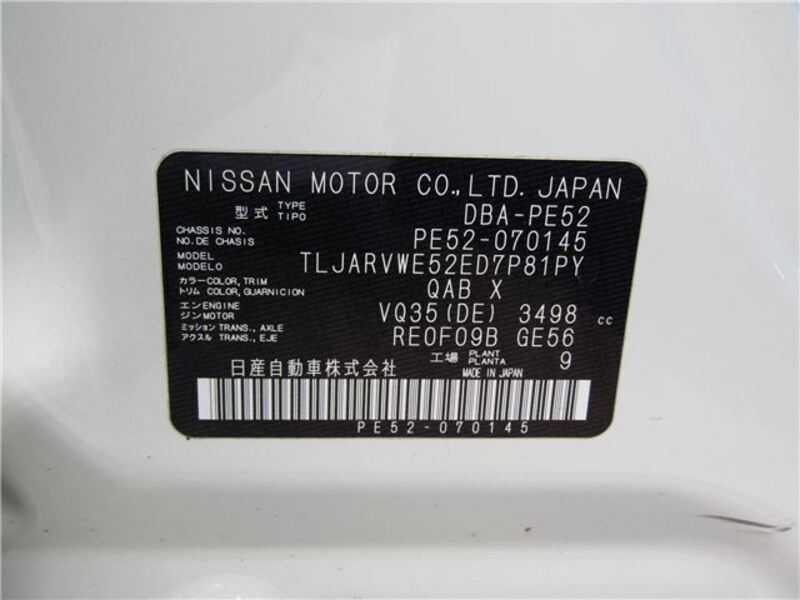 NISSAN MOTOR CO.,LTD. JAPAN
型式 TYPE TIPO DBA-PE52
CHASSIS NO. NO.DE CHASIS PE52-070145
MODEL MODELO TLJARVWE52ED7P81PY
カラー COLOR,TRIM トリム COLOR,GUARNICION QAB X
エンジン ENGINE MOTOR VQ35(DE) 3498 cc
ミッション TRANS., AXLE アクスル TRANS., EJE RE0F09B GE56
工場 PLANT PLANTA 9
日産自動車株式会社 MADE IN JAPAN
PE52-070145